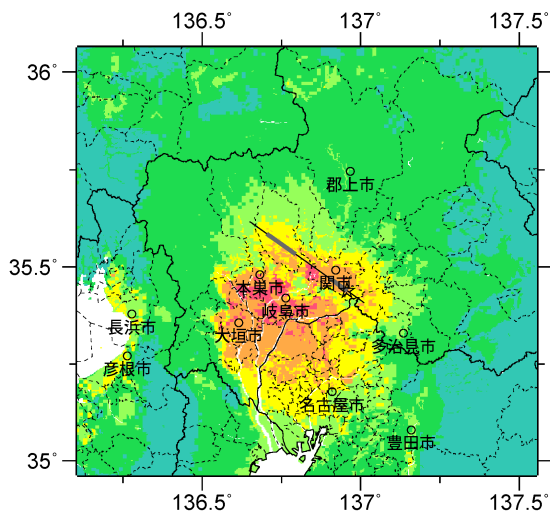 136.5° 137° 137.5°
36°
郡上市
35.5°
本巣市
関市
岐阜市
長浜市
大垣市
多治見市
彦根市
名古屋市
豊田市
35°
136.5° 137° 137.5°